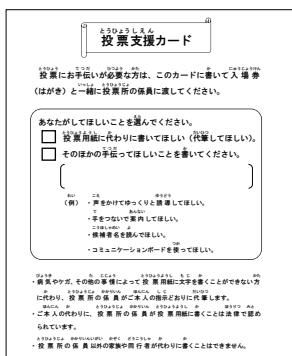 投票支援カード
投票にお手伝いが必要な方は、このカードに書いて入場券
(はがき)と一緒に投票所の係員に渡してください。
あなたがしてほしいことを選んでください。
投票用紙に代わりに書いてほしい(代筆してほしい)。
そのほかの手伝ってほしいことを書いてください。
(例) ・声をかけてゆっくりと誘導してほしい。
・手をつないで案内してほしい。
・候補者名を読んでほしい。
・コミュニケーションボードを使ってほしい。
・病気やケガ、その他の事情によって投票用紙に文字を書くことができない方
に代わり、投票所の係員がご本人の指示どおりに代筆します。
・ご本人の代わりに、投票所の係員が投票用紙に書くことは法律で認め
られています。
・投票所の係員以外の家族や同行者が代わりに書くことはできません。